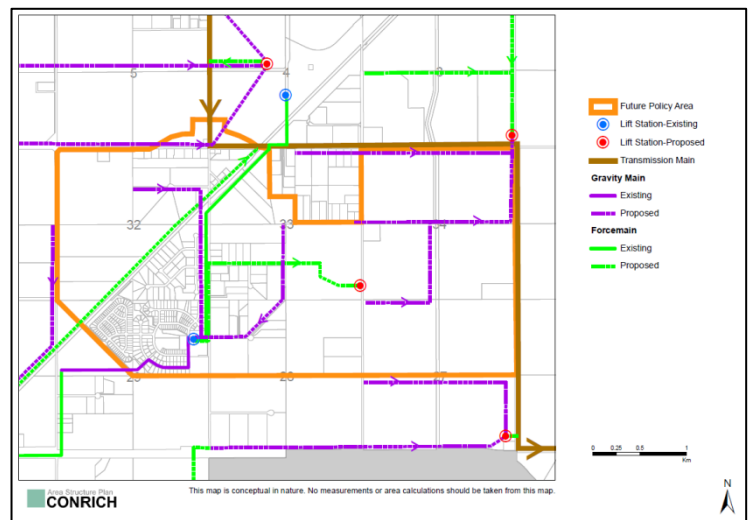 5
4
3
32
33
34
29
28
27
Future Policy Area
Lift Station-Existing
Lift Station-Proposed
Transmission Main
Gravity Main
Existing
Proposed
Forcemain
Existing
Proposed
0 0.25 0.5 1
Km
N
Area Structure Plan
CONRICH
This map is conceptual in nature. No measurements or area calculations should be taken from this map.